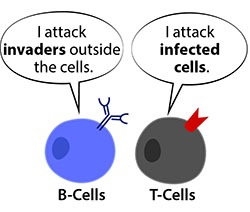 I attack
invaders outside
the cells.
I attack
infected
cells.
B-Cells
T-Cells